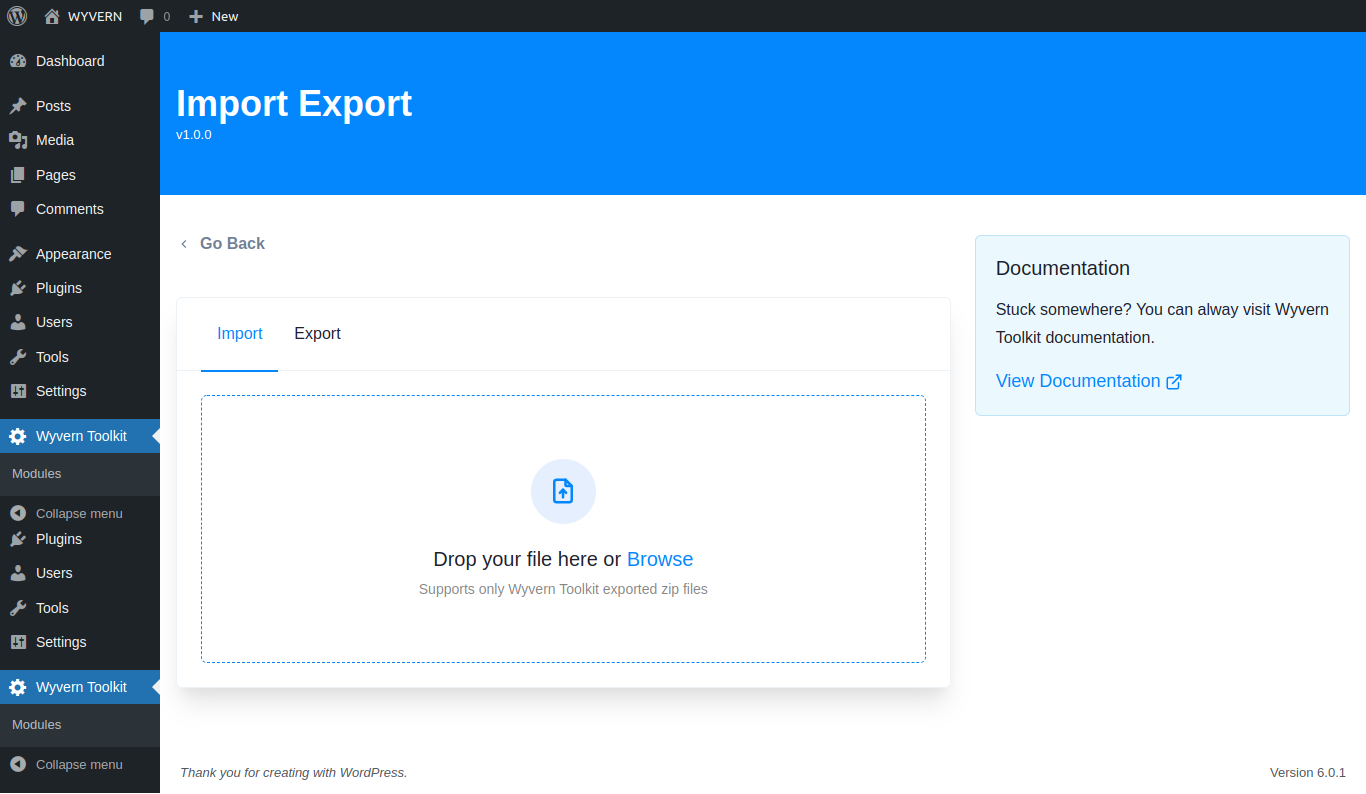 WYVERN 0 New
Dashboard
Posts
Media
Pages
Comments
Appearance
Plugins
Users
Tools
Settings
Wyvern Toolkit
Modules
Collapse menu
Plugins
Users
Tools
Settings
Wyvern Toolkit
Modules
Collapse menu
Import Export
v1.0.0
Go Back
Import Export
Drop your file here or Browse
Supports only Wyvern Toolkit exported zip files
Documentation
Stuck somewhere? You can alway visit Wyvern
Toolkit documentation.
View Documentation
Thank you for creating with WordPress.
Version 6.0.1